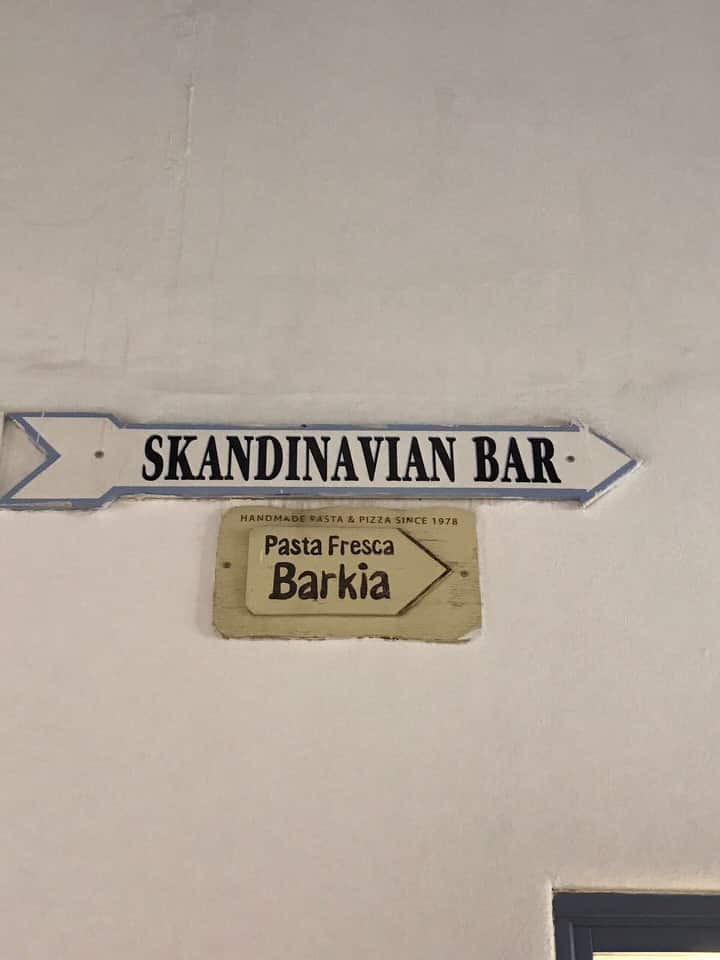 SKANDINAVIAN BAR
HANDMADE PASTA & PIZZA SINCE 1978
Pasta Fresca
Barkia